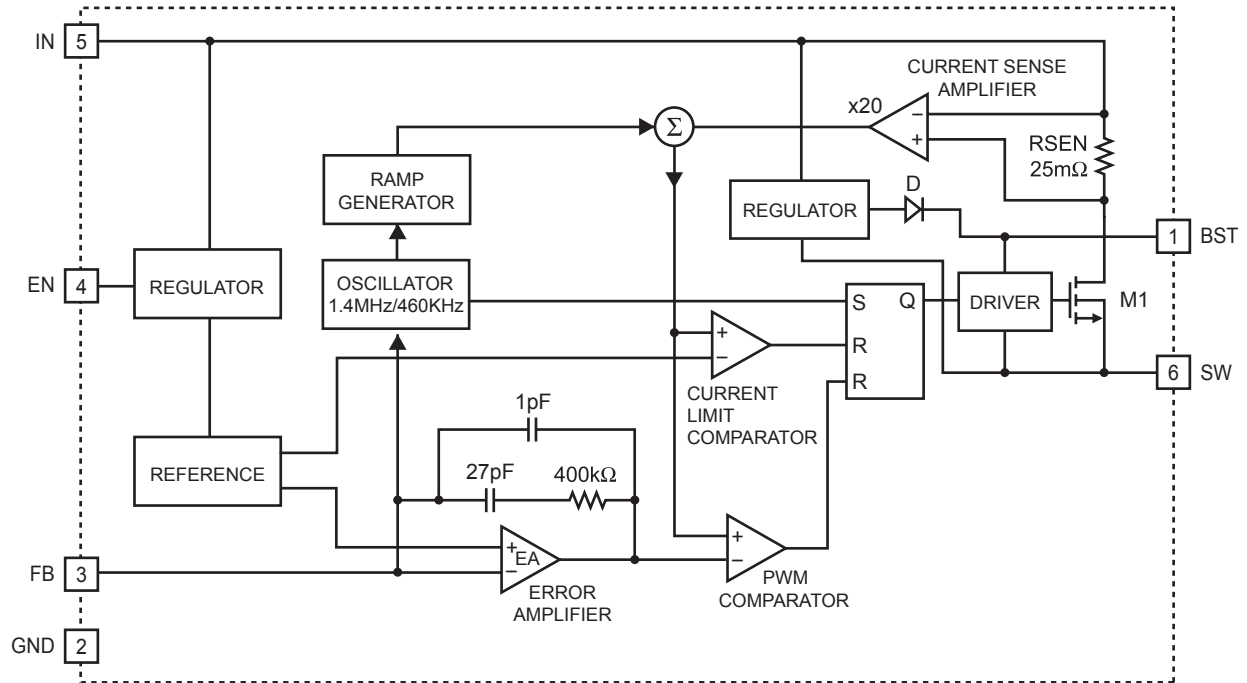 IN 5
CURRENT SENSE
AMPLIFIER
x20
−
+
Σ
RSEN
25mΩ
RAMP
GENERATOR
D
REGULATOR
1 BST
EN 4
REGULATOR
OSCILLATOR
1.4MHz/460KHz
S Q
DRIVER
M1
+
−
R
R
6 SW
CURRENT
LIMIT
COMPARATOR
1pF
REFERENCE
27pF 400kΩ
+
EA
−
+
−
FB 3
ERROR
AMPLIFIER
PWM
COMPARATOR
GND 2